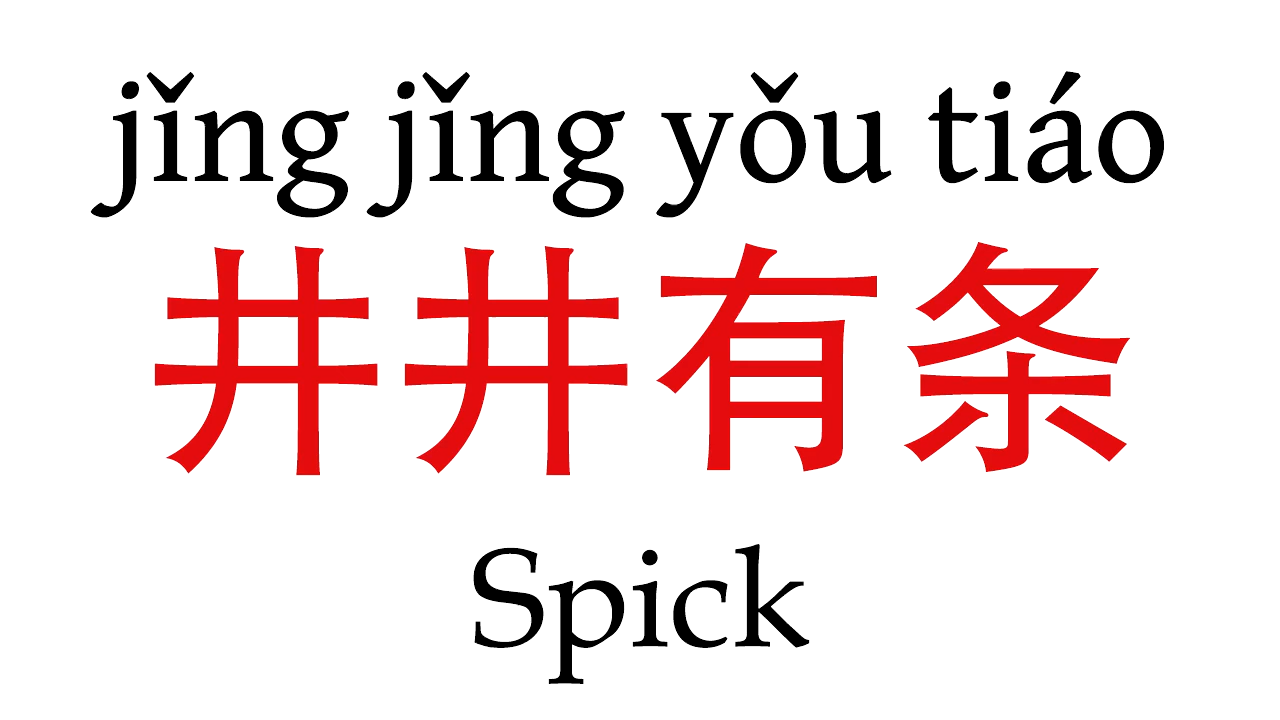 jǐng jǐng yǒu tiáo
井井有条
Spick